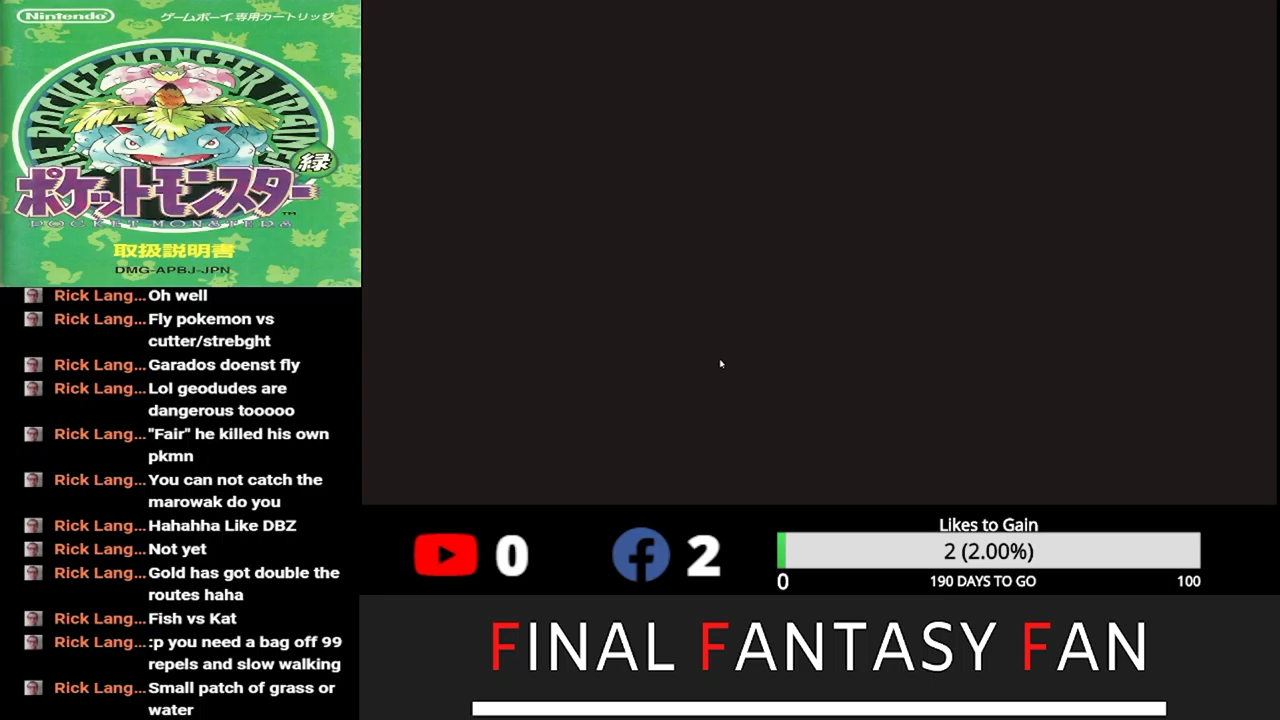 Nintendo
ゲームボーイ専用カートリッジ
THE POCKET MONSTER TRAINER
緑
ポケットモンスター
TM
POCKET MONSTERS
取扱説明書
DMG-APBJ-JPN
Rick Lang... Oh well
Rick Lang... Fly pokemon vs
cutter/strebght
Rick Lang... Garados doenst fly
Rick Lang... Lol geodudes are
dangerous tooooo
Rick Lang... "Fair" he killed his own
pkmn
Rick Lang... You can not catch the
marowak do you
Rick Lang... Hahahha Like DBZ
Rick Lang... Not yet
Rick Lang... Gold has got double the
routes haha
Rick Lang... Fish vs Kat
Rick Lang... :p you need a bag off 99
repels and slow walking
Rick Lang... Small patch of grass or
water
0
2
Likes to Gain
2 (2.00%)
0 190 DAYS TO GO 100
FINAL FANTASY FAN